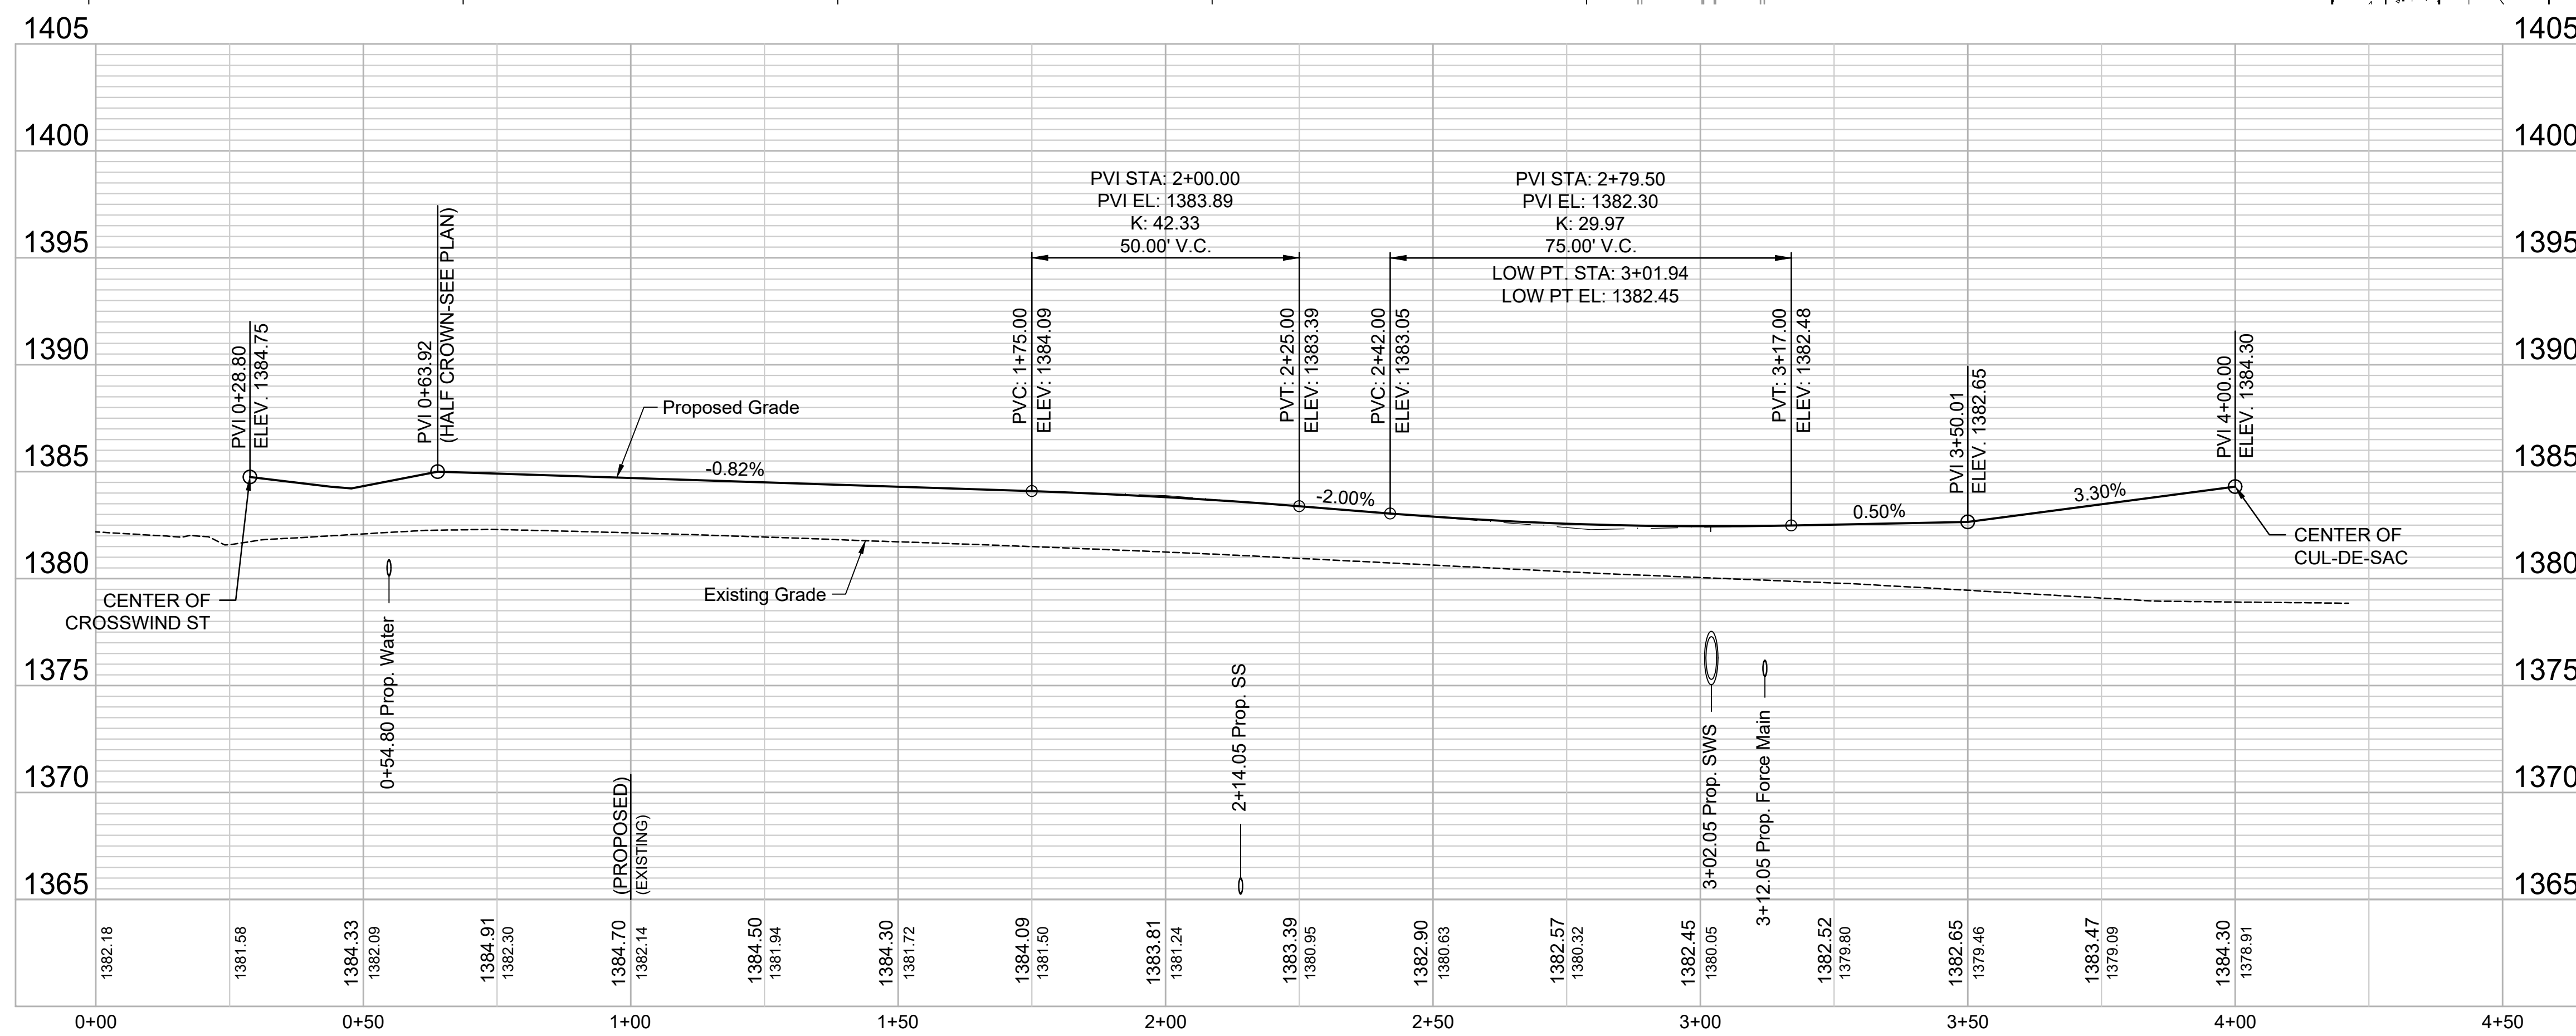 1405
1405
1400
1400
1395
1395
1390
1390
1385
1385
1380
1380
1375
1375
1370
1370
1365
1365
PVI 0+28.80
ELEV. 1384.75
PVI 0+63.92
(HALF CROWN-SEE PLAN)
Proposed Grade
-0.82%
PVI STA: 2+00.00
PVI EL: 1383.89
K: 42.33
50.00' V.C.
PVC: 1+75.00
ELEV: 1384.09
PVT: 2+25.00
ELEV: 1383.39
-2.00%
PVI STA: 2+79.50
PVI EL: 1382.30
K: 29.97
75.00' V.C.
LOW PT. STA: 3+01.94
LOW PT EL: 1382.45
PVC: 2+42.00
ELEV: 1383.05
PVT: 3+17.00
ELEV: 1382.48
0.50%
PVI 3+50.01
ELEV. 1382.65
3.30%
PVI 4+00.00
ELEV. 1384.30
CENTER OF
CUL-DE-SAC
CENTER OF
CROSSWIND ST
Existing Grade
0+54.80 Prop. Water
(PROPOSED)
(EXISTING)
2+14.05 Prop. SS
3+02.05 Prop. SWS
3+12.05 Prop. Force Main
1382.18
1381.58
1384.33
1382.09
1384.91
1382.30
1384.70
1382.14
1384.50
1381.94
1384.30
1381.72
1384.09
1381.50
1383.81
1381.24
1383.39
1380.95
1382.90
1380.63
1382.57
1380.32
1382.45
1380.05
1382.52
1379.80
1382.65
1379.46
1383.47
1379.09
1384.30
1378.91
0+00
0+50
1+00
1+50
2+00
2+50
3+00
3+50
4+00
4+50